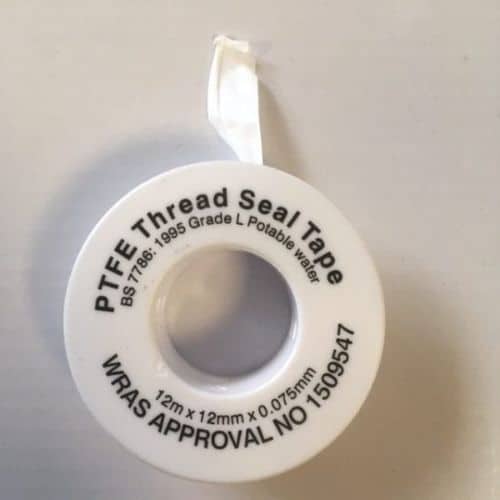 PTFE Thread Seal Tape
BS 7786: 1995 Grade L Potable water
12m x 12mm x 0.075mm
WRAS APPROVAL NO 1509547